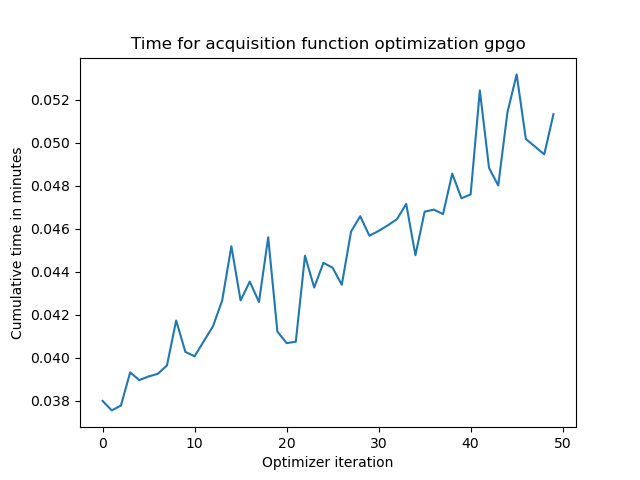 Time for acquisition function optimization gpgo
0.052
0.050
0.048
0.046
0.044
0.042
0.040
0.038
Cumulative time in minutes
0 10 20 30 40 50
Optimizer iteration